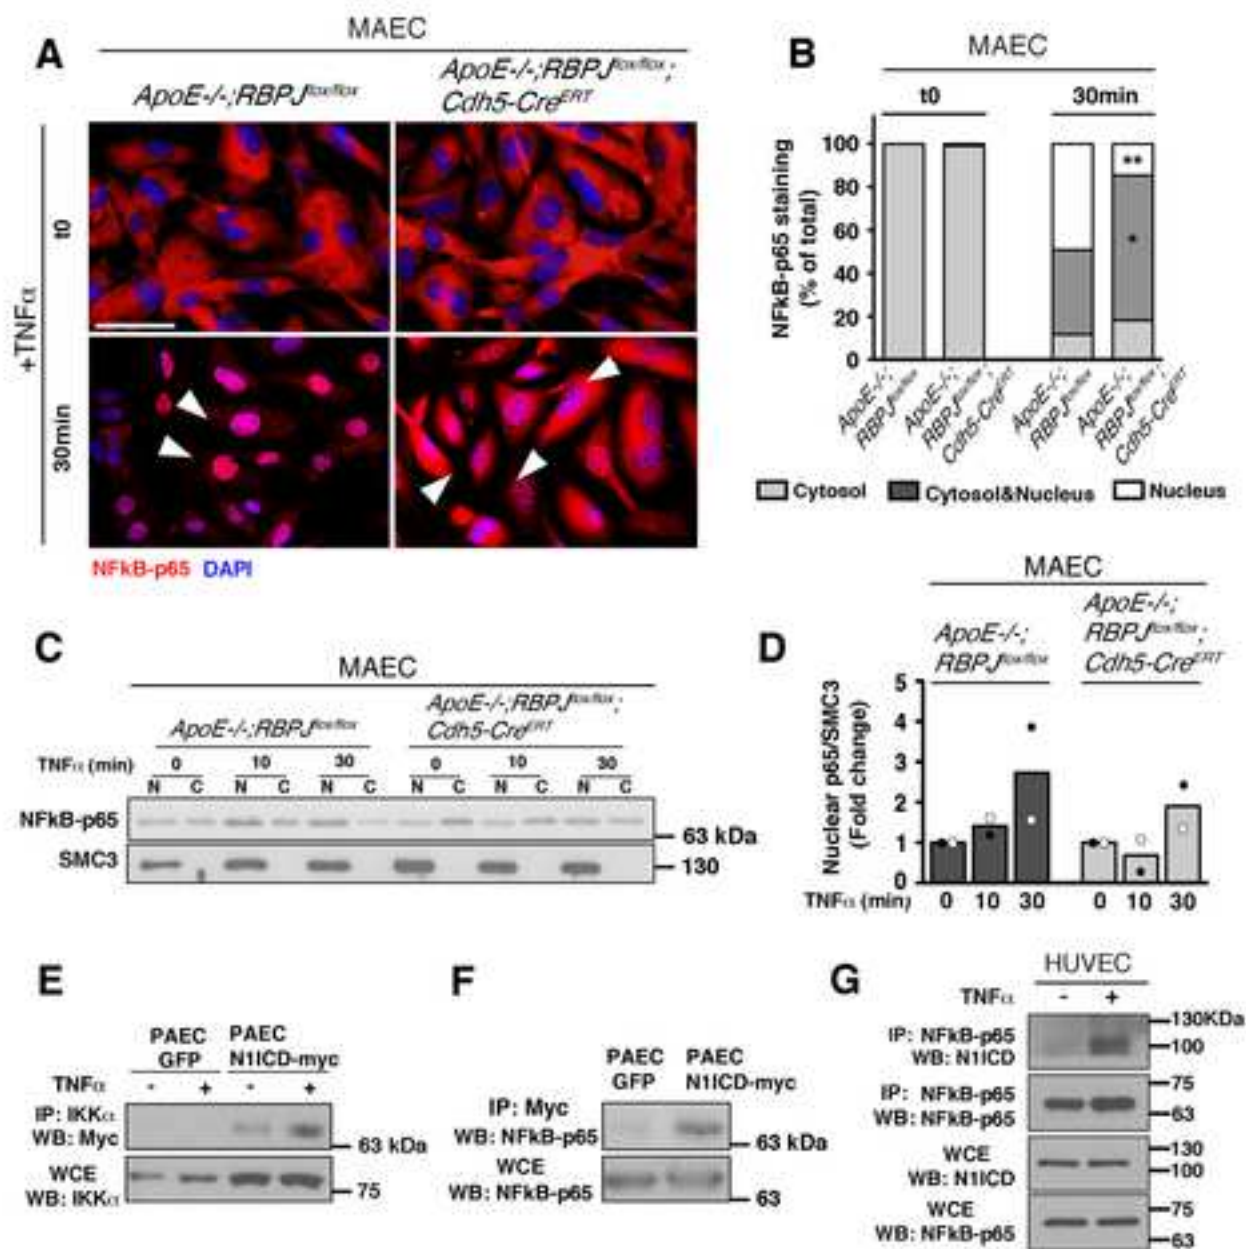 A
MAEC
ApoE-/-;RBPJflox/flox
ApoE-/-;RBPJflox/flox;
Cdh5-CreERT
+TNFα
t0
30min
NFkB-p65 DAPI
B
MAEC
t0 30min
NFkB-p65 staining
(% of total)
100
80
60
40
20
0
**
*
ApoE-/-;
RBPJflox/flox
ApoE-/-;
RBPJflox/flox;
Cdh5-CreERT
ApoE-/-;
RBPJflox/flox
ApoE-/-;
RBPJflox/flox;
Cdh5-CreERT
Cytosol Cytosol&Nucleus Nucleus
C
MAEC
ApoE-/-;RBPJflox/flox
ApoE-/-;RBPJflox/flox;
Cdh5-CreERT
TNFα (min) 0 10 30 0 10 30
N C N C N C N C N C N C
NFkB-p65
63 kDa
SMC3
130
D
MAEC
ApoE-/-;
RBPJflox/flox
ApoE-/-;
RBPJflox/flox;
Cdh5-CreERT
Nuclear p65/SMC3
(Fold change)
5
4
3
2
1
0
TNFα (min) 0 10 30 0 10 30
E
PAEC
GFP
PAEC
N1ICD-myc
TNFα - + - +
IP: IKKα
WB: Myc
63 kDa
WCE
WB: IKKα
75
F
PAEC
GFP
PAEC
N1ICD-myc
IP: Myc
WB: NFkB-p65
63 kDa
WCE
WB: NFkB-p65
63
G
HUVEC
TNFα - +
IP: NFkB-p65
WB: N1ICD
130KDa
100
IP: NFkB-p65
WB: NFkB-p65
75
63
WCE
WB: N1ICD
130
100
WCE
WB: NFkB-p65
75
63